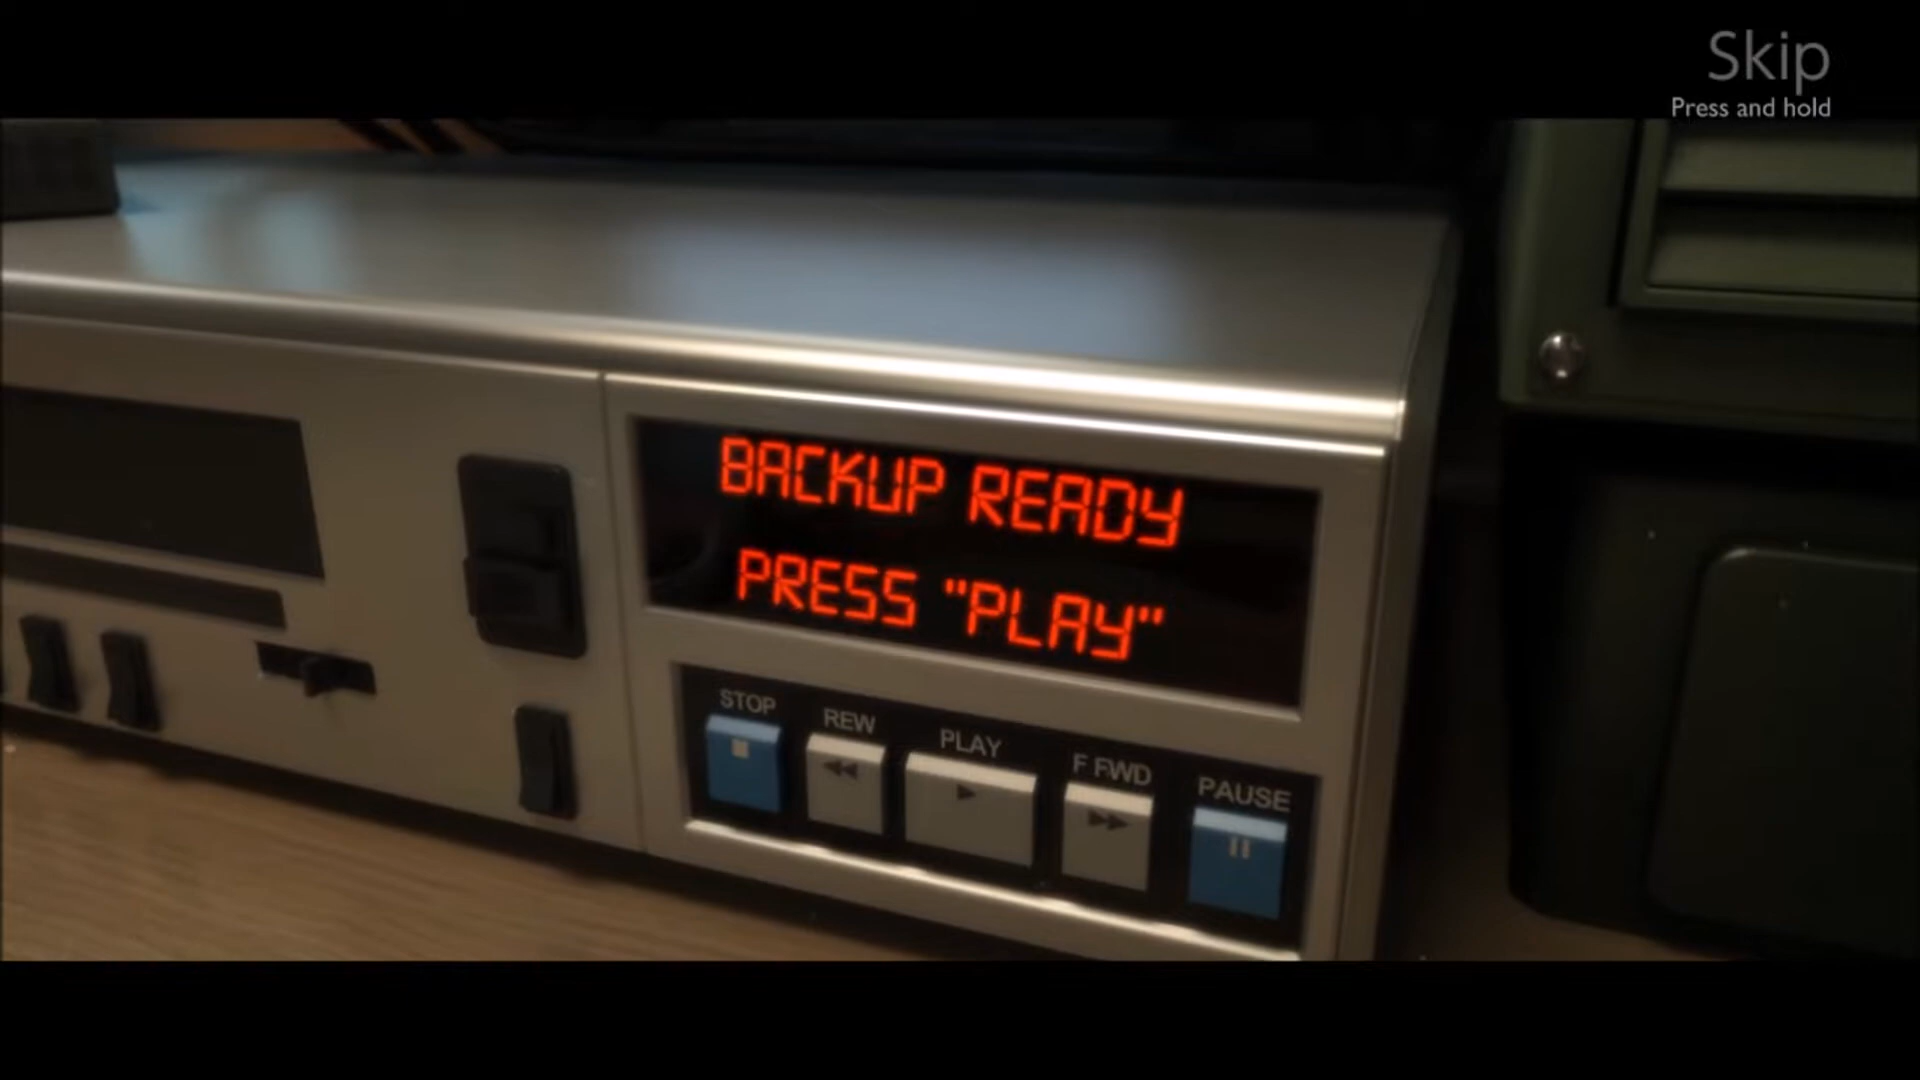 Skip
Press and hold
BACKUP READY
PRESS "PLAY"
STOP
REW
PLAY
F FWD
PAUSE